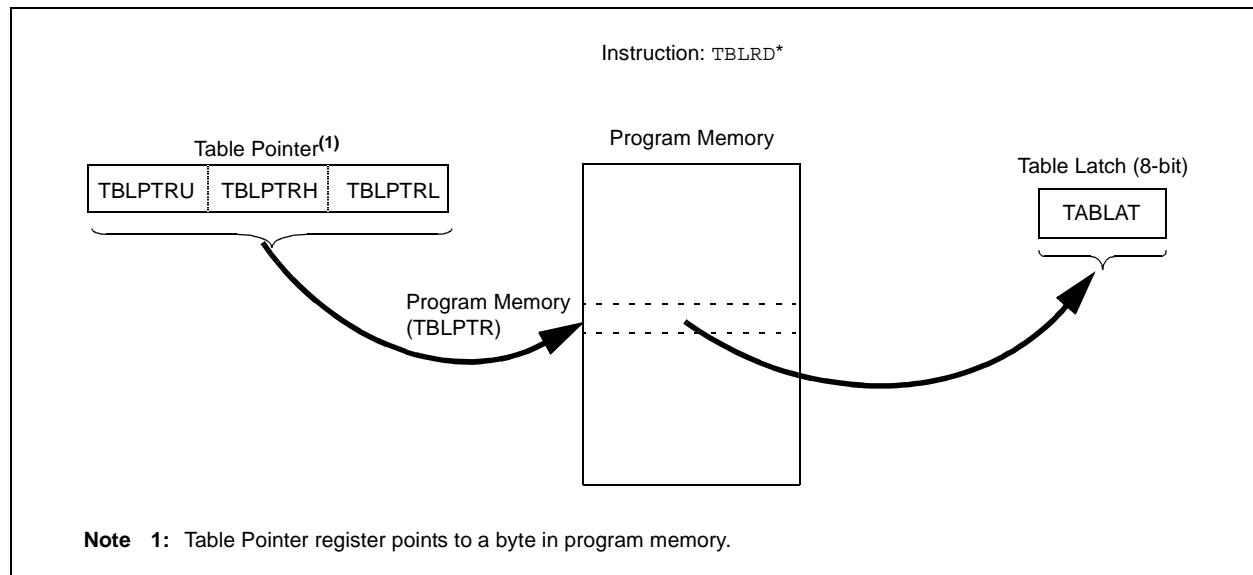 Instruction: TBLRD*
Table Pointer(1)
TBLPTRU TBLPTRH TBLPTRL
Program Memory
Table Latch (8-bit)
TABLAT
Program Memory
(TBLPTR)
Note 1: Table Pointer register points to a byte in program memory.